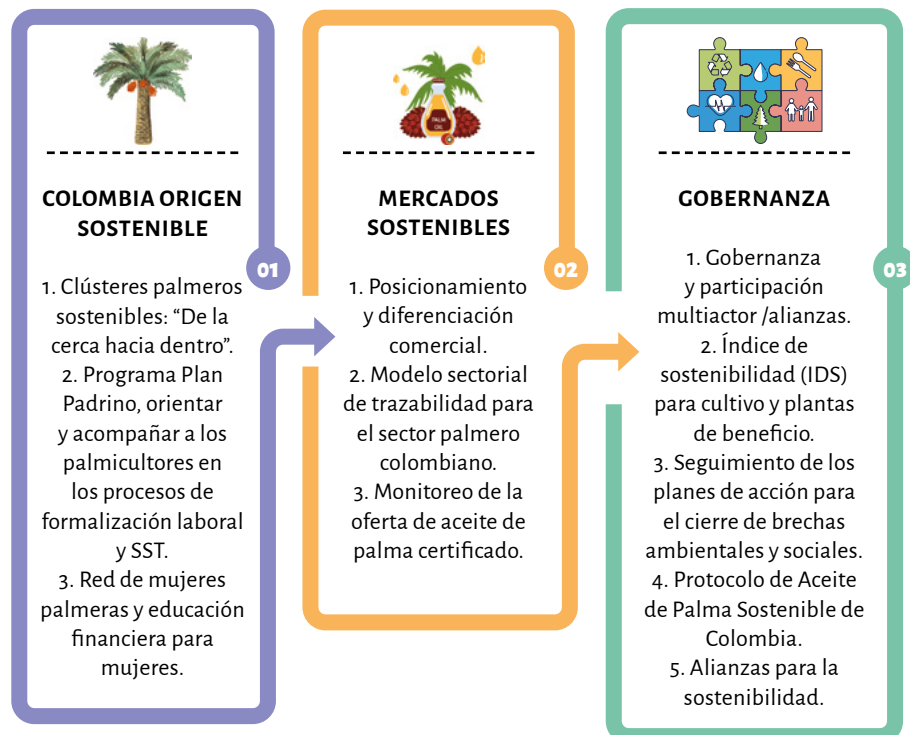 COLOMBIA ORIGEN
SOSTENIBLE
01
1. Clústeres palmeros
sostenibles: “De la
cerca hacia dentro”.
2. Programa Plan
Padrino, orientar
y acompañar a los
palmicultores en
los procesos de
formalización laboral
y SST.
3. Red de mujeres
palmeras y educación
financiera para
mujeres.
PALM
OIL
MERCADOS
SOSTENIBLES
02
1. Posicionamiento
y diferenciación
comercial.
2. Modelo sectorial
de trazabilidad para
el sector palmero
colombiano.
3. Monitoreo de la
oferta de aceite de
palma certificado.
GOBERNANZA
03
1. Gobernanza
y participación
multiactor /alianzas.
2. Índice de
sostenibilidad (IDS)
para cultivo y plantas
de beneficio.
3. Seguimiento de los
planes de acción para
el cierre de brechas
ambientales y sociales.
4. Protocolo de Aceite
de Palma Sostenible de
Colombia.
5. Alianzas para la
sostenibilidad.